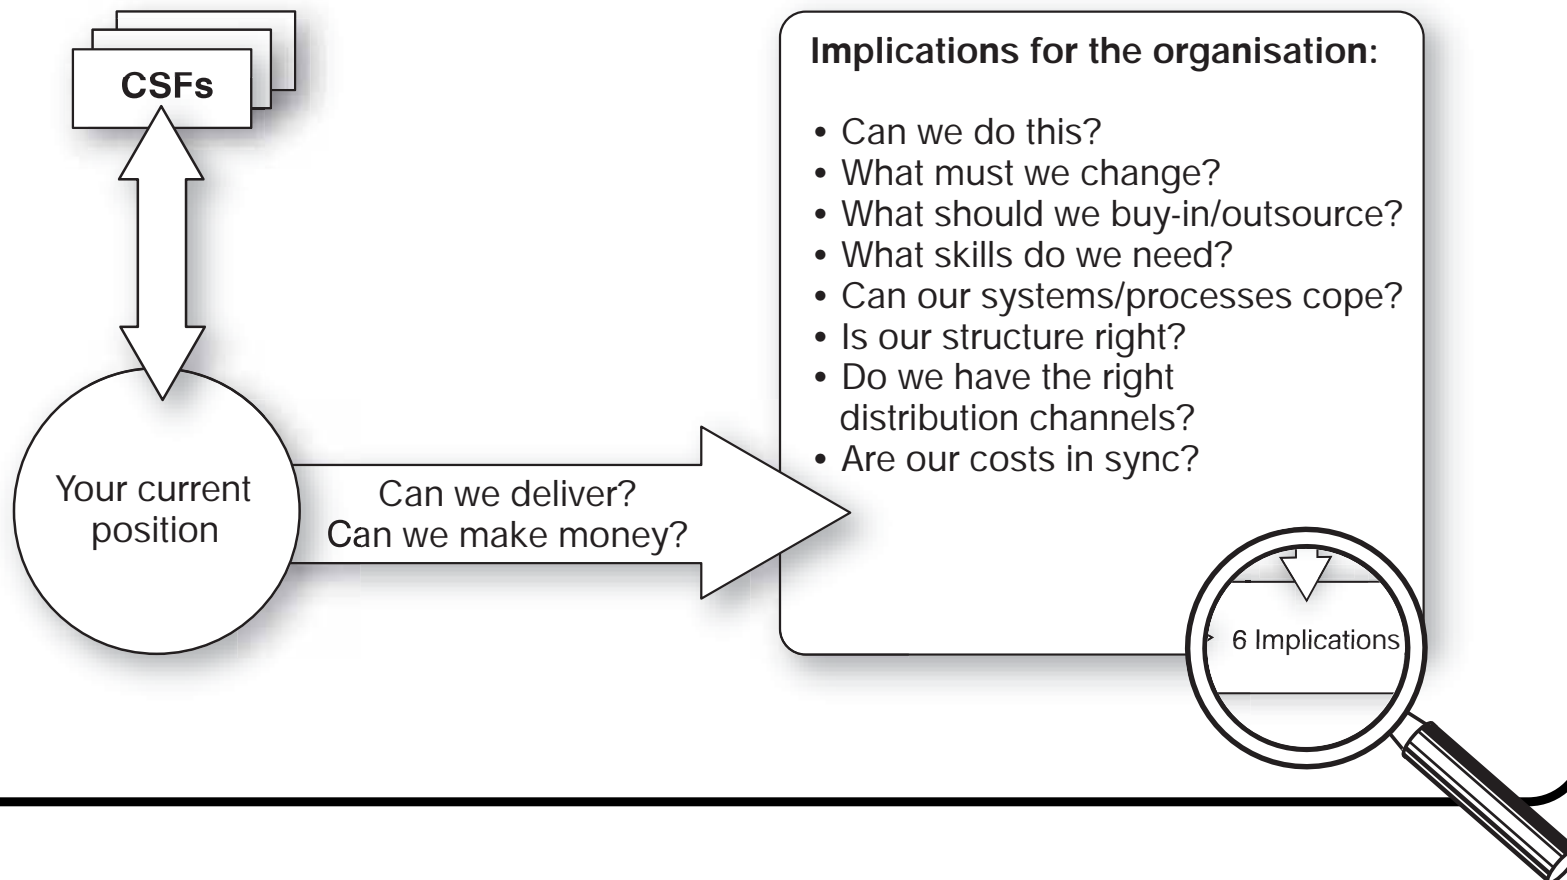 CSFs
Your current
position
Can we deliver?
Can we make money?
Implications for the organisation:
• Can we do this?
• What must we change?
• What should we buy-in/outsource?
• What skills do we need?
• Can our systems/processes cope?
• Is our structure right?
• Do we have the right
distribution channels?
• Are our costs in sync?
6 Implications